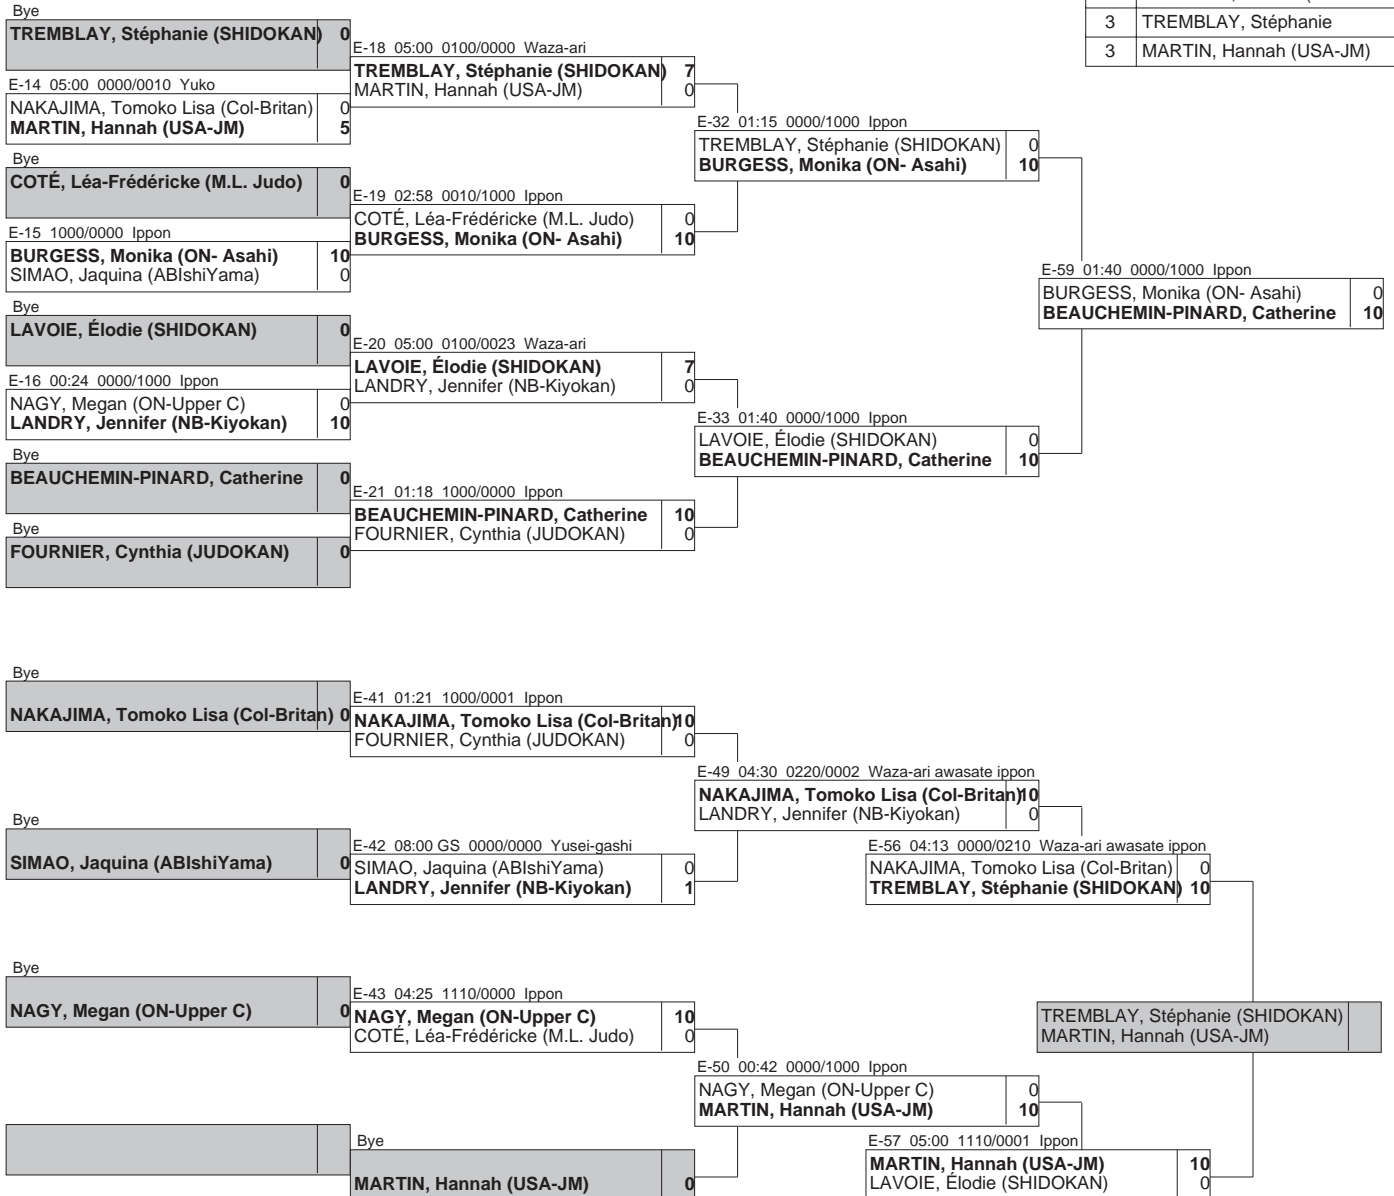 3 TREMBLAY, Stéphanie
3 MARTIN, Hannah (USA-JM)
Bye
TREMBLAY, Stéphanie (SHIDOKAN) 0
E-14 05:00 0000/0010 Yuko
NAKAJIMA, Tomoko Lisa (Col-Britan) 0
MARTIN, Hannah (USA-JM) 5
Bye
COTÉ, Léa-Frédéricke (M.L. Judo) 0
E-15 1000/0000 Ippon
BURGESS, Monika (ON- Asahi) 10
SIMAO, Jaquina (ABIshiYama) 0
Bye
LAVOIE, Élodie (SHIDOKAN) 0
E-16 00:24 0000/1000 Ippon
NAGY, Megan (ON-Upper C) 0
LANDRY, Jennifer (NB-Kiyokan) 10
Bye
BEAUCHEMIN-PINARD, Catherine 0
Bye
FOURNIER, Cynthia (JUDOKAN) 0
E-18 05:00 0100/0000 Waza-ari
TREMBLAY, Stéphanie (SHIDOKAN) 7
MARTIN, Hannah (USA-JM) 0
E-19 02:58 0010/1000 Ippon
COTÉ, Léa-Frédéricke (M.L. Judo) 0
BURGESS, Monika (ON- Asahi) 10
E-20 05:00 0100/0023 Waza-ari
LAVOIE, Élodie (SHIDOKAN) 7
LANDRY, Jennifer (NB-Kiyokan) 0
E-21 01:18 1000/0000 Ippon
BEAUCHEMIN-PINARD, Catherine 10
FOURNIER, Cynthia (JUDOKAN) 0
E-32 01:15 0000/1000 Ippon
TREMBLAY, Stéphanie (SHIDOKAN) 0
BURGESS, Monika (ON- Asahi) 10
E-33 01:40 0000/1000 Ippon
LAVOIE, Élodie (SHIDOKAN) 0
BEAUCHEMIN-PINARD, Catherine 10
E-59 01:40 0000/1000 Ippon
BURGESS, Monika (ON- Asahi) 0
BEAUCHEMIN-PINARD, Catherine 10
Bye
NAKAJIMA, Tomoko Lisa (Col-Britan) 0
Bye
SIMAO, Jaquina (ABIshiYama) 0
Bye
NAGY, Megan (ON-Upper C) 0
E-41 01:21 1000/0001 Ippon
NAKAJIMA, Tomoko Lisa (Col-Britan) 10
FOURNIER, Cynthia (JUDOKAN) 0
E-42 08:00 GS 0000/0000 Yusei-gashi
SIMAO, Jaquina (ABIshiYama) 0
LANDRY, Jennifer (NB-Kiyokan) 1
E-43 04:25 1110/0000 Ippon
NAGY, Megan (ON-Upper C) 10
COTÉ, Léa-Frédéricke (M.L. Judo) 0
Bye
MARTIN, Hannah (USA-JM) 0
E-49 04:30 0220/0002 Waza-ari awasate ippon
NAKAJIMA, Tomoko Lisa (Col-Britan) 10
LANDRY, Jennifer (NB-Kiyokan) 0
E-50 00:42 0000/1000 Ippon
NAGY, Megan (ON-Upper C) 0
MARTIN, Hannah (USA-JM) 10
E-56 04:13 0000/0210 Waza-ari awasate ippon
NAKAJIMA, Tomoko Lisa (Col-Britan) 0
TREMBLAY, Stéphanie (SHIDOKAN) 10
E-57 05:00 1110/0001 Ippon
MARTIN, Hannah (USA-JM) 10
LAVOIE, Élodie (SHIDOKAN) 0
TREMBLAY, Stéphanie (SHIDOKAN)
MARTIN, Hannah (USA-JM)